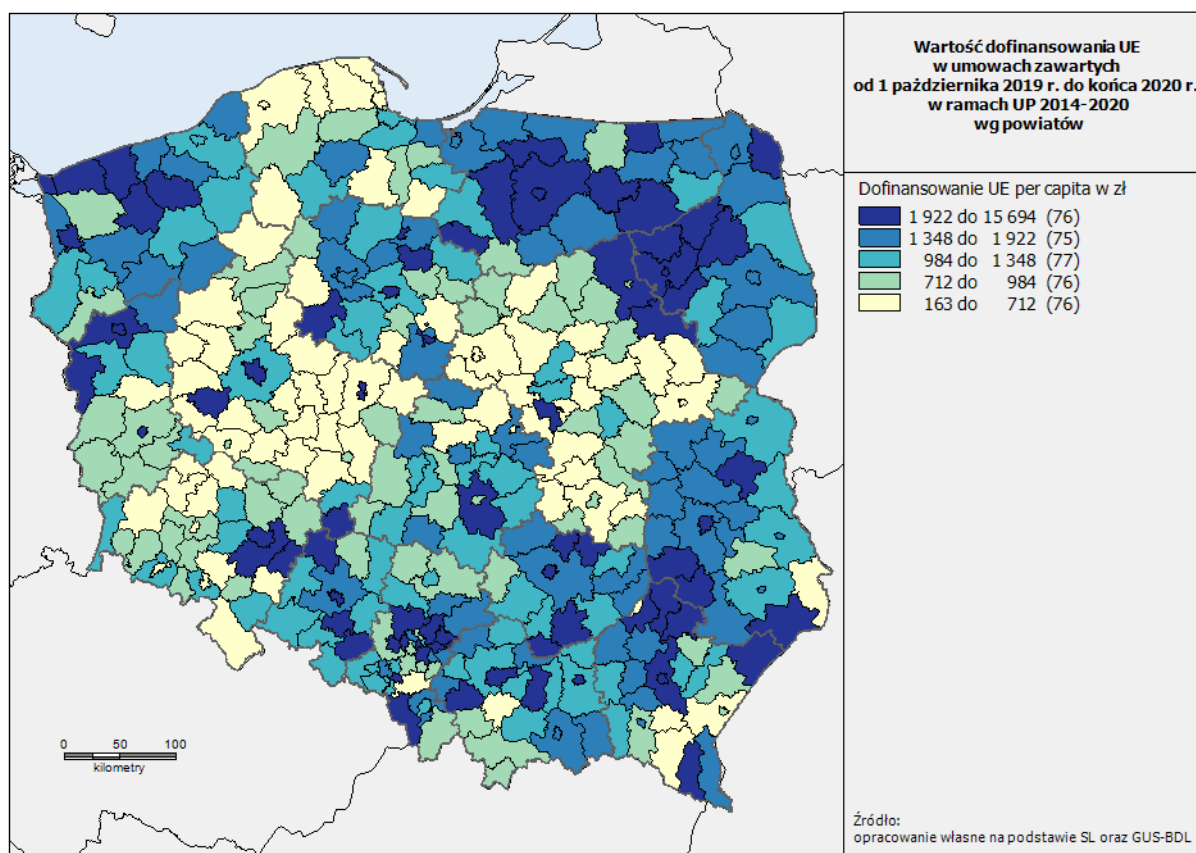 Wartość dofinansowania UE
w umowach zawartych
od 1 października 2019 r. do końca 2020 r.
w ramach UP 2014-2020
wg powiatów
Dofinansowanie UE per capita w zł
1 922 do 15 694 (76)
1 348 do 1 922 (75)
984 do 1 348 (77)
712 do 984 (76)
163 do 712 (76)
0 50 100
kilometry
Źródło:
opracowanie własne na podstawie SL oraz GUS-BDL